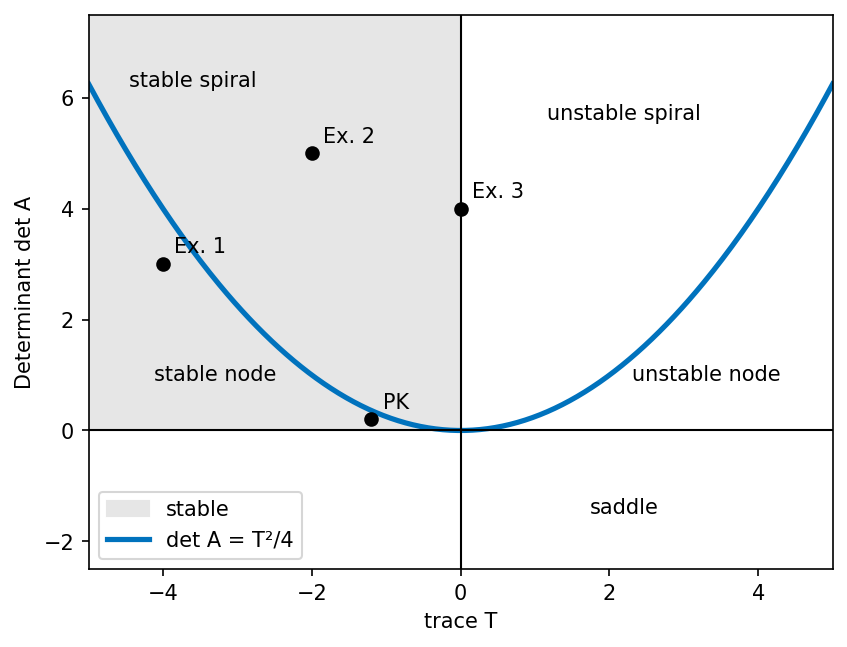 stable spiral
unstable spiral
Ex. 2
Ex. 3
Ex. 1
stable node
unstable node
PK
saddle
stable
det A = T²/4
6
4
2
0
−2
Determinant det A
−4
−2
0
2
4
trace T